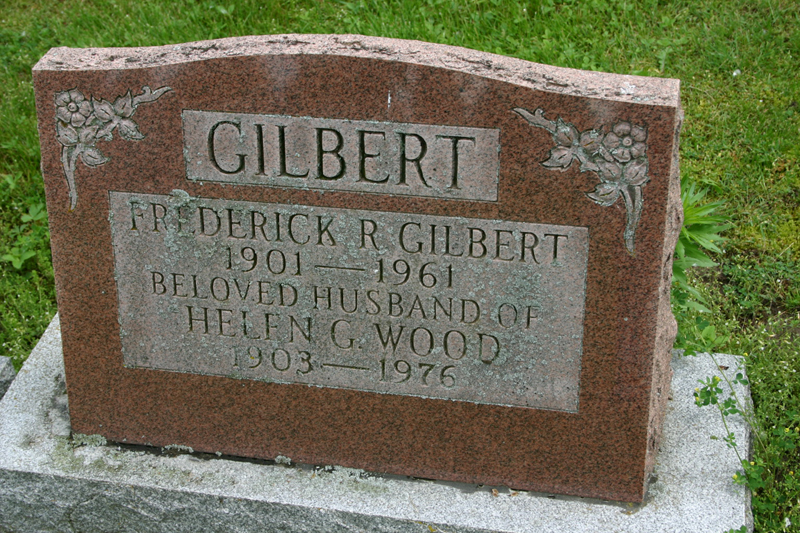 GILBERT
FREDERICK R. GILBERT
1901 — 1961
BELOVED HUSBAND OF
HELEN G. WOOD
1903 — 1976